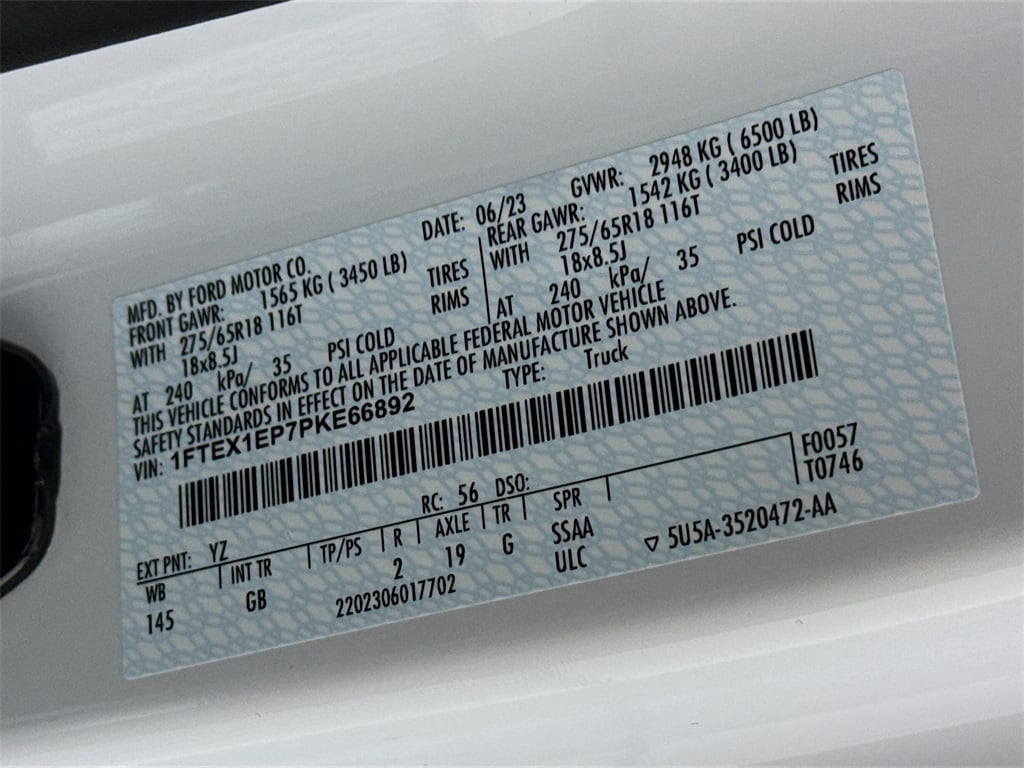 MFD. BY FORD MOTOR CO. DATE: 06/23 GVWR: 2948 KG ( 6500 LB)
FRONT GAWR: 1565 KG ( 3450 LB) REAR GAWR: 1542 KG ( 3400 LB)
WITH 275/65R18 116T TIRES WITH 275/65R18 116T TIRES
18x8.5J RIMS 18x8.5J RIMS
AT 240 kPa/ 35 PSI COLD AT 240 kPa/ 35 PSI COLD
THIS VEHICLE CONFORMS TO ALL APPLICABLE FEDERAL MOTOR VEHICLE
SAFETY STANDARDS IN EFFECT ON THE DATE OF MANUFACTURE SHOWN ABOVE.
VIN: 1FTEX1EP7PKE66892 TYPE: Truck
F0057
T0746
EXT PNT: YZ RC: 56 DSO:
WB INT TR TP/PS R AXLE TR SPR
145 GB 2 19 G SSAA
2202306017702 ULC ▽ 5U5A-3520472-AA